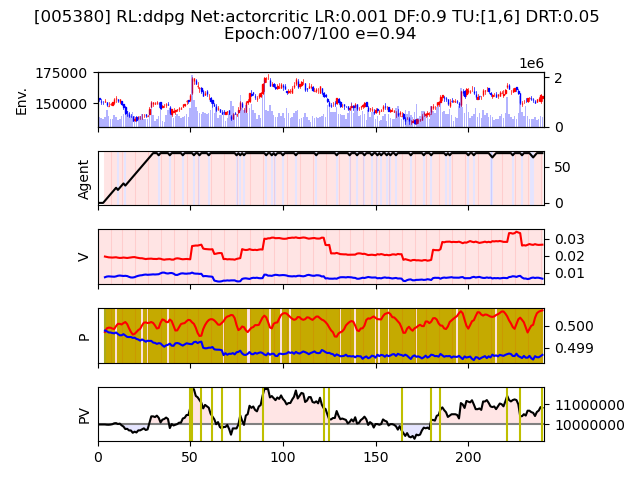 [005380] RL:ddpg Net:actorcritic LR:0.001 DF:0.9 TU:[1,6] DRT:0.05
Epoch:007/100 e=0.94
1e6
175000
150000
2
0
Env.
50
0
Agent
0.03
0.02
0.01
V
0.500
0.499
P
11000000
10000000
PV
0
50
100
150
200